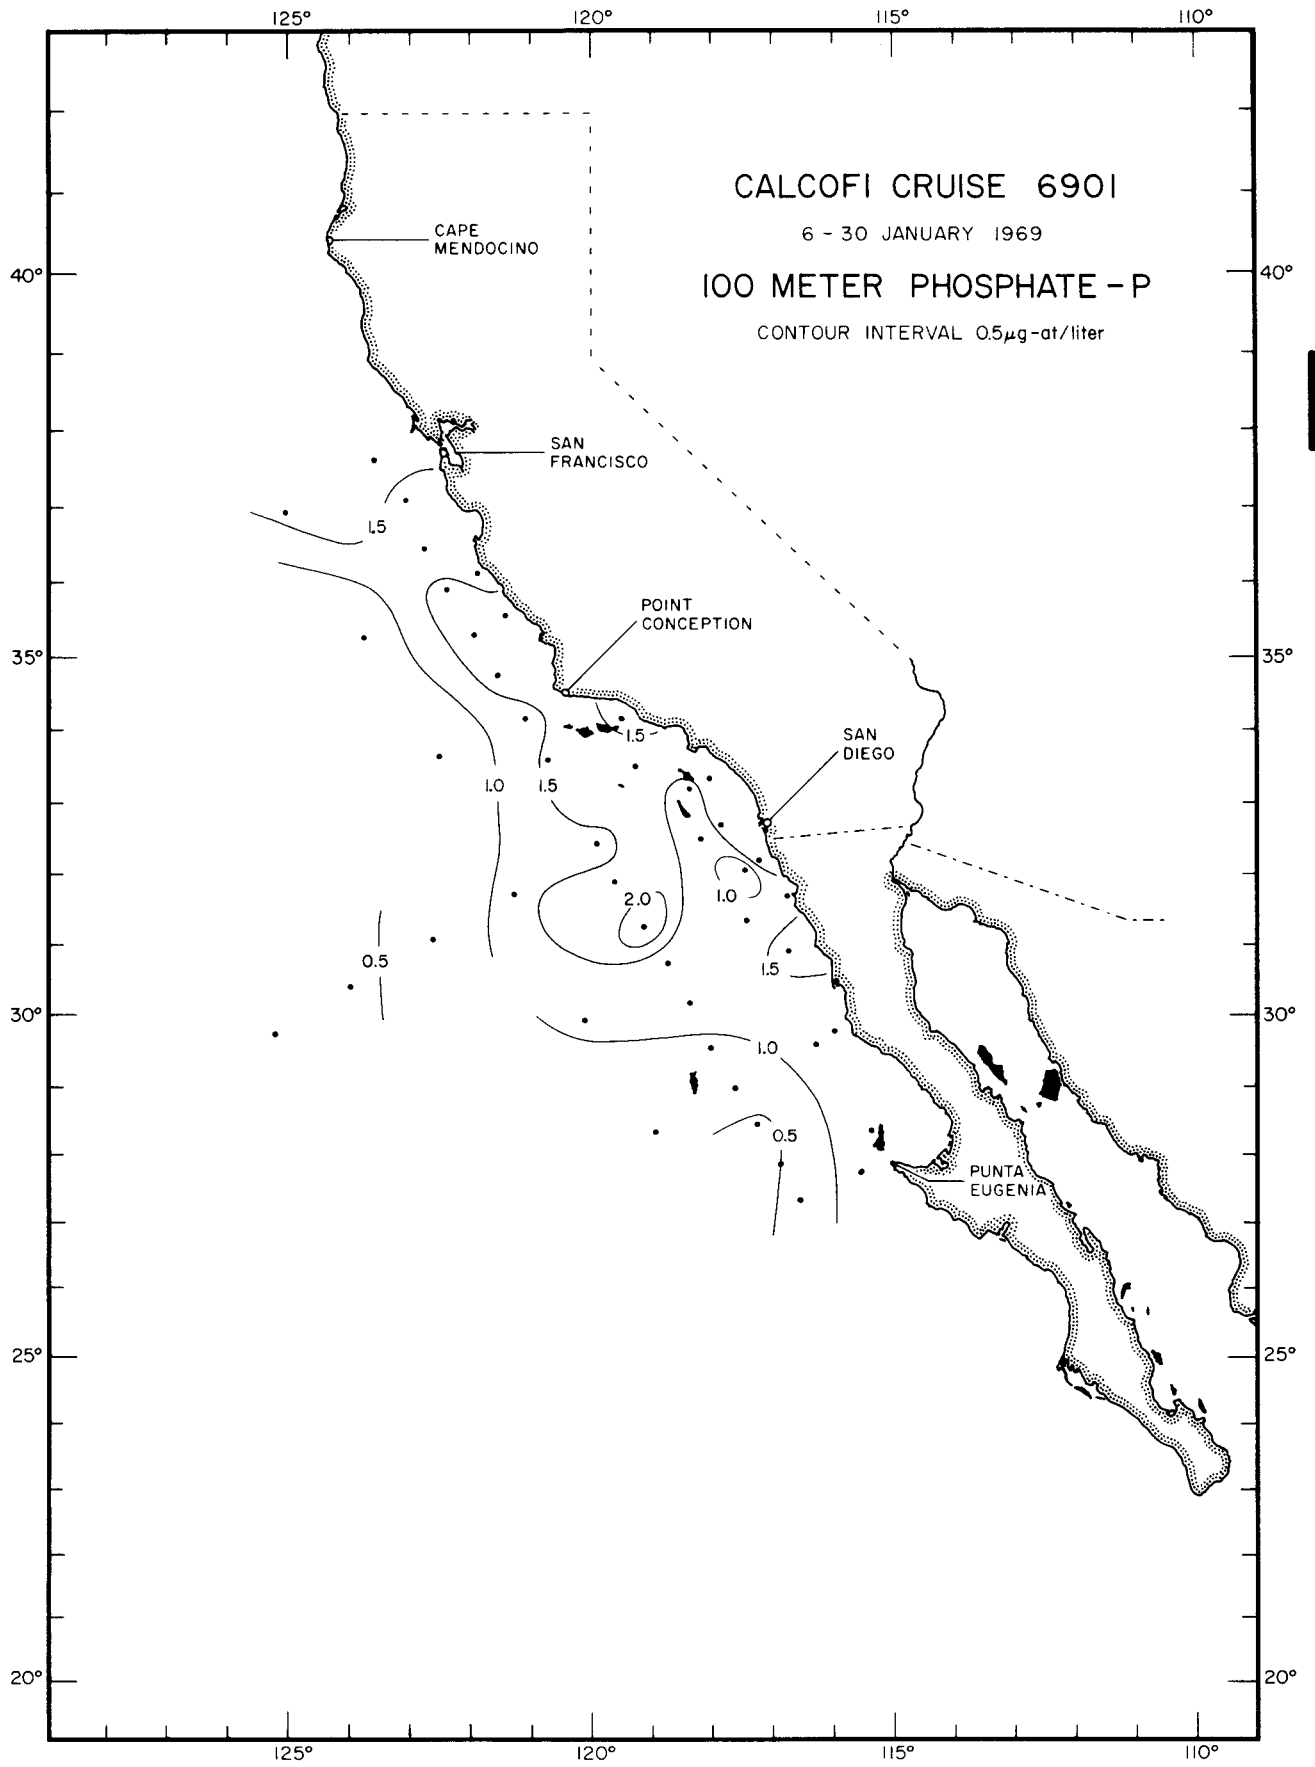 125°
120°
115°
110°
CALCOFI CRUISE 6901
6-30 JANUARY 1969
100 METER PHOSPHATE-P
CONTOUR INTERVAL 0.5µg-at/liter
CAPE
MENDOCINO
40°
40°
SAN
FRANCISCO
1.5
POINT
CONCEPTION
35°
35°
1.5
SAN
DIEGO
1.0
1.5
2.0
1.0
0.5
1.5
30°
30°
1.0
0.5
PUNTA
EUGENIA
25°
25°
20°
20°
125°
120°
115°
110°